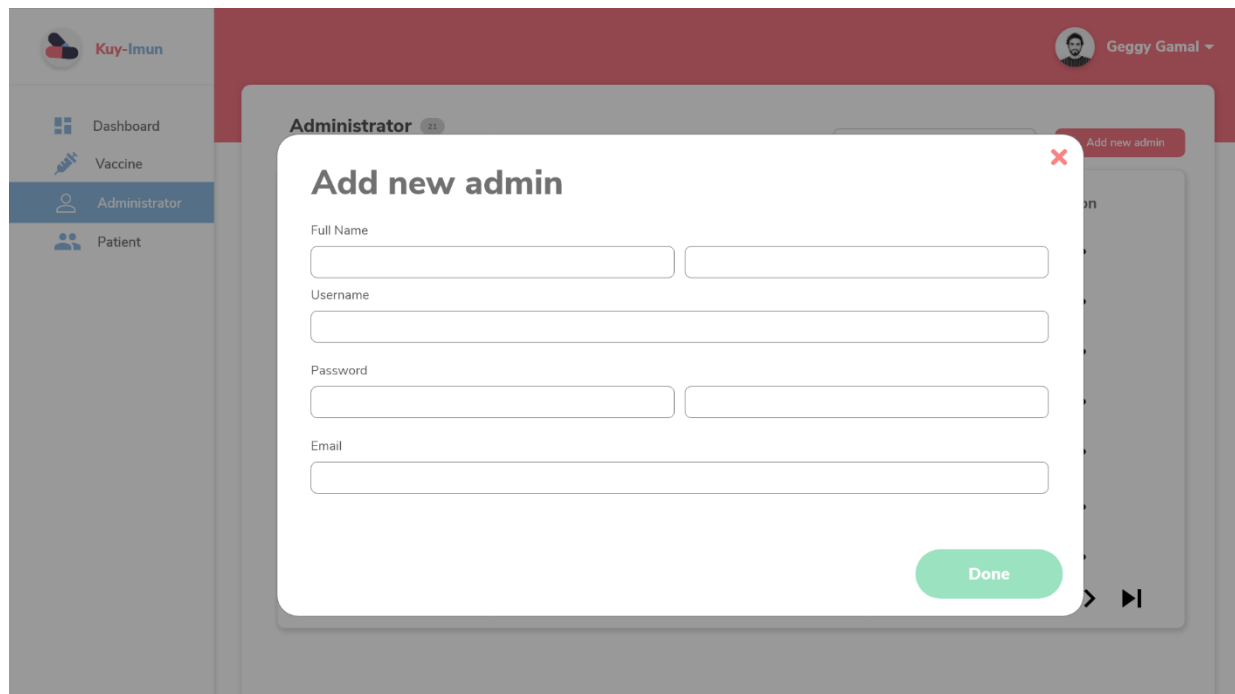 Kuy-Imun
Geggy Gamal
Dashboard
Vaccine
Administrator
Patient
Administrator 21
Add new admin
Add new admin
Full Name
Username
Password
Email
Done